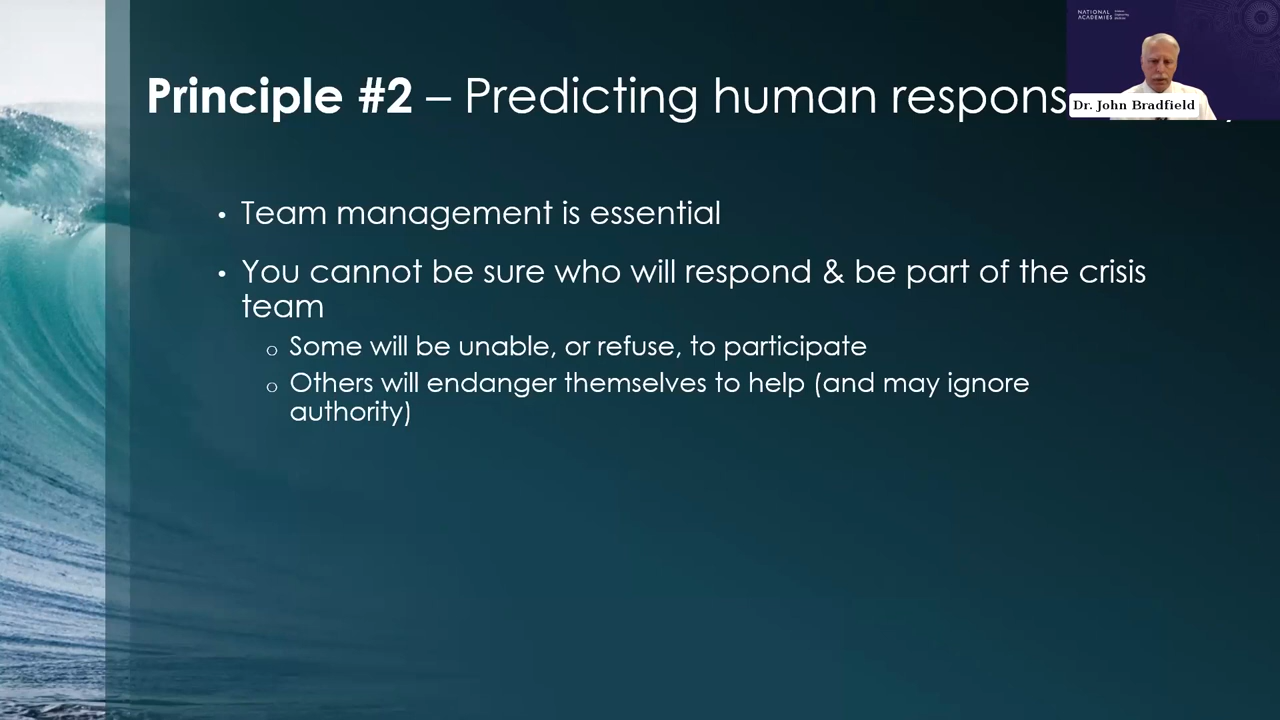 NATIONAL
ACADEMIES
Dr. John Bradfield
Principle #2 – Predicting human respons
• Team management is essential
• You cannot be sure who will respond & be part of the crisis
team
o Some will be unable, or refuse, to participate
o Others will endanger themselves to help (and may ignore
authority)